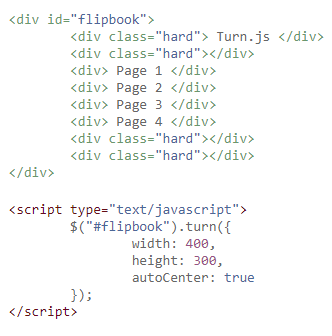 <div id="flipbook">
        <div class="hard"> Turn.js </div>
        <div class="hard"></div>
        <div> Page 1 </div>
        <div> Page 2 </div>
        <div> Page 3 </div>
        <div> Page 4 </div>
        <div class="hard"></div>
        <div class="hard"></div>
</div>

<script type="text/javascript">
        $("#flipbook").turn({
                width: 400,
                height: 300,
                autoCenter: true
        });
</script>